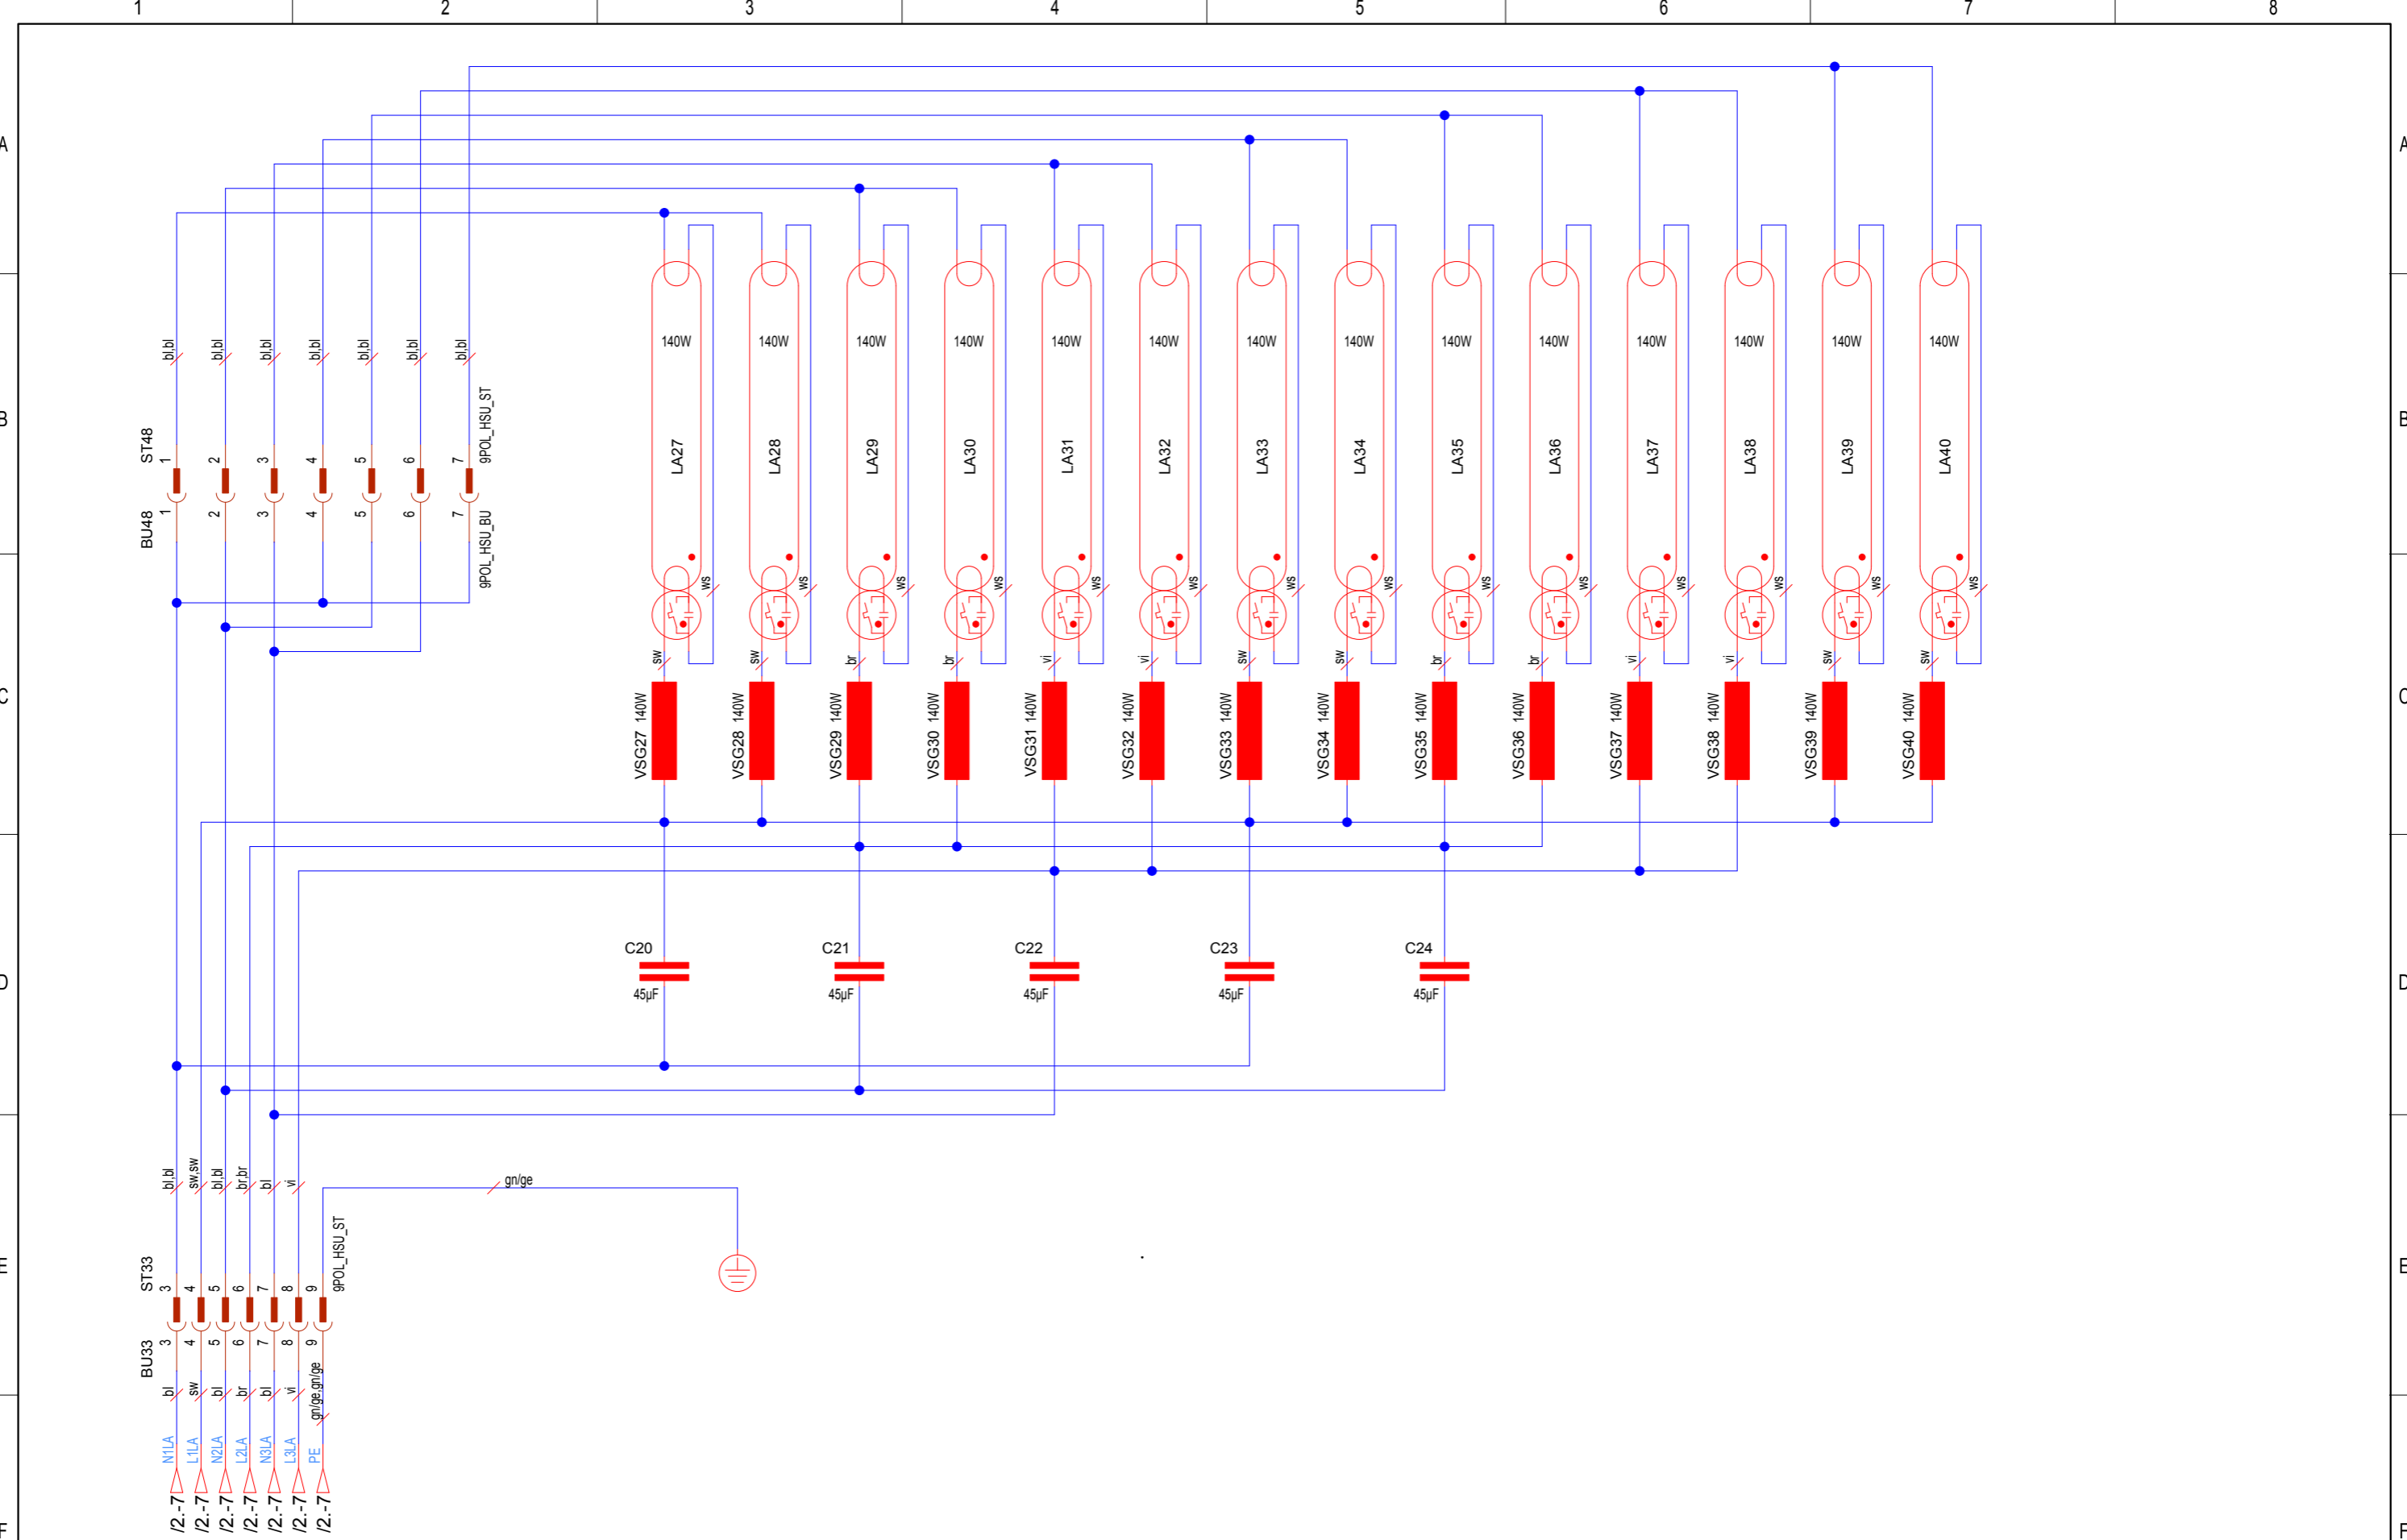 1 2 3 4 5 6 7 8
A A
bl,bl bl,bl bl,bl bl,bl bl,bl bl,bl bl,bl
140W 140W 140W 140W 140W 140W 140W 140W 140W 140W 140W 140W 140W 140W
B B
ST48 1 2 3 4 5 6 7 9POL_HSU_ST
LA27 LA28 LA29 LA30 LA31 LA32 LA33 LA34 LA35 LA36 LA37 LA38 LA39 LA40
BU48 1 2 3 4 5 6 7 9POL_HSU_BU
ws ws ws ws ws ws ws ws ws ws ws ws ws ws
sw sw br br vi vi sw sw br br vi vi sw sw
C C
VSG27 140W VSG28 140W VSG29 140W VSG30 140W VSG31 140W VSG32 140W VSG33 140W VSG34 140W VSG35 140W VSG36 140W VSG37 140W VSG38 140W VSG39 140W VSG40 140W
C20 C21 C22 C23 C24
D D
45µF 45µF 45µF 45µF 45µF
bl,bl sw,sw bl,bl br,br bl vi gn/ge
E E
ST33 3 4 5 6 7 8 9 9POL_HSU_ST
BU33 3 4 5 6 7 8 9
bl sw bl br bl vi gn/ge,gn/ge
N1LA L1LA N2LA L2LA N3LA L3LA PE
/2.-7 /2.-7 /2.-7 /2.-7 /2.-7 /2.-7 /2.-7
F F